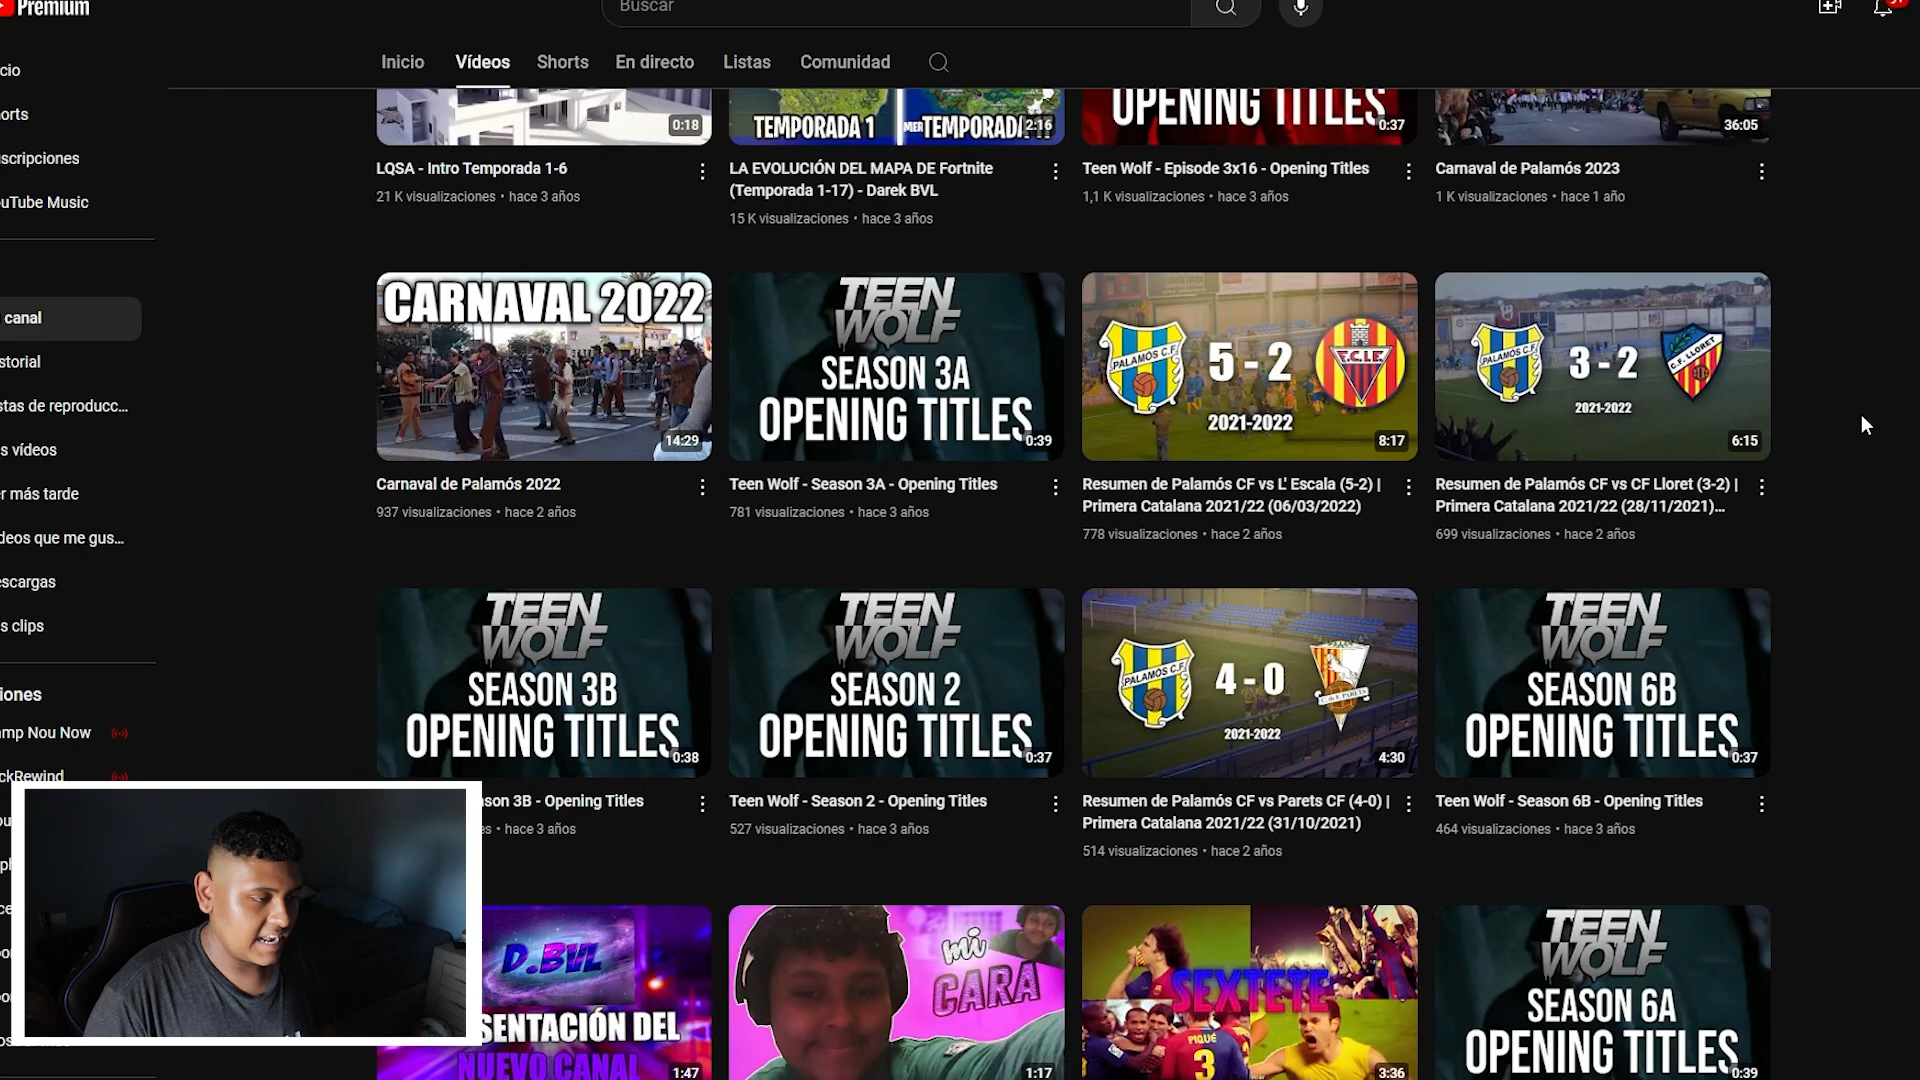 Premium
Buscar
Inicio
Vídeos
Shorts
En directo
Listas
Comunidad
cio
orts
scripciones
uTube Music
canal
storial
stas de reproducc...
s vídeos
r más tarde
deos que me gus...
escargas
s clips
iones
mp Nou Now
ckRewind
0:18
LQSA - Intro Temporada 1-6
21 K visualizaciones • hace 3 años
TEMPORADA 1
TEMPORADA
2:16
LA EVOLUCIÓN DEL MAPA DE Fortnite
(Temporada 1-17) - Darek BVL
15 K visualizaciones • hace 3 años
OPENING TITLES
0:37
Teen Wolf - Episode 3x16 - Opening Titles
1,1 K visualizaciones • hace 3 años
36:05
Carnaval de Palamós 2023
1 K visualizaciones • hace 1 año
CARNAVAL 2022
14:29
Carnaval de Palamós 2022
937 visualizaciones • hace 2 años
TEEN
WOLF
SEASON 3A
OPENING TITLES
0:39
Teen Wolf - Season 3A - Opening Titles
781 visualizaciones • hace 3 años
PALAMÓS C.F.
5 - 2
F.C.L.E.
2021-2022
8:17
Resumen de Palamós CF vs L' Escala (5-2) |
Primera Catalana 2021/22 (06/03/2022)
778 visualizaciones • hace 2 años
PALAMÓS C.F.
3 - 2
C.F. LLORET
2021-2022
6:15
Resumen de Palamós CF vs CF Lloret (3-2) |
Primera Catalana 2021/22 (28/11/2021)...
699 visualizaciones • hace 2 años
TEEN
WOLF
SEASON 3B
OPENING TITLES
0:38
ason 3B - Opening Titles
es • hace 3 años
TEEN
WOLF
SEASON 2
OPENING TITLES
0:37
Teen Wolf - Season 2 - Opening Titles
527 visualizaciones • hace 3 años
PALAMÓS C.F.
4 - 0
2021-2022
4:30
Resumen de Palamós CF vs Parets CF (4-0) |
Primera Catalana 2021/22 (31/10/2021)
514 visualizaciones • hace 2 años
TEEN
WOLF
SEASON 6B
OPENING TITLES
0:37
Teen Wolf - Season 6B - Opening Titles
464 visualizaciones • hace 3 años
D.BVL
SENTACIÓN DEL
NUEVO CANAL
1:47
mi
CARA
1:17
SEXTETE
PIQUÉ
3
3:36
TEEN
WOLF
SEASON 6A
OPENING TITLES
0:39